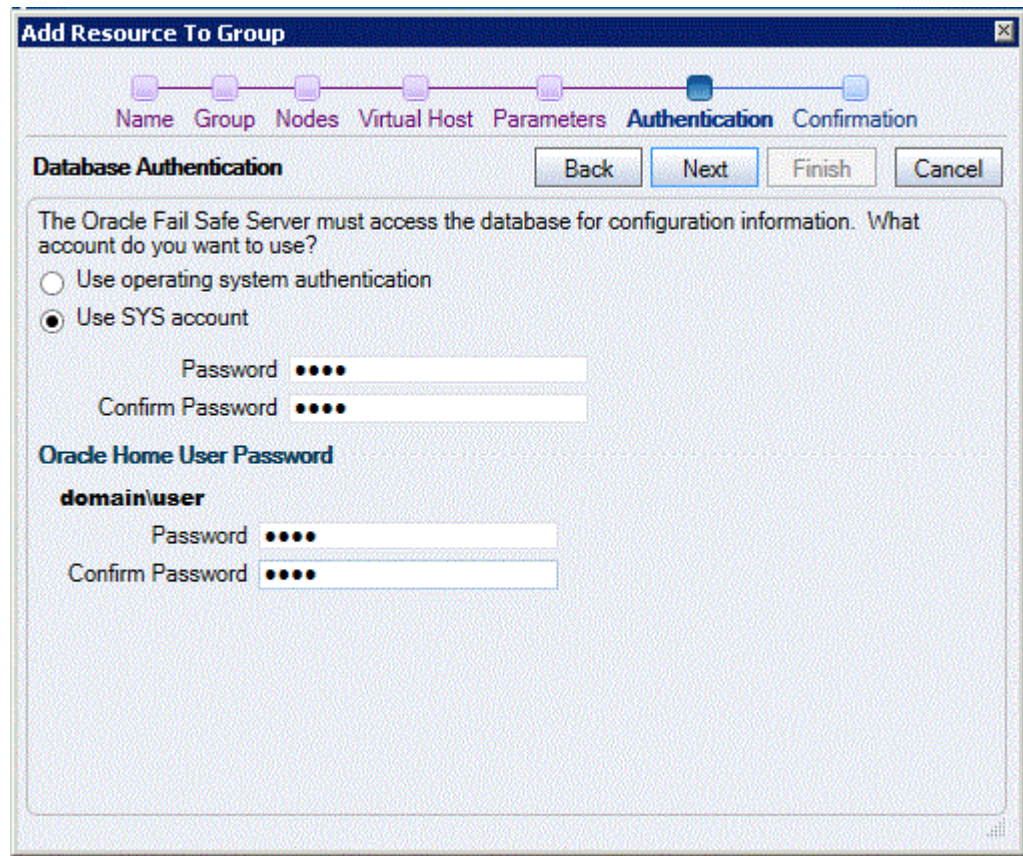 Add Resource To Group
Name Group Nodes Virtual Host Parameters Authentication Confirmation
Database Authentication Back Next Finish Cancel
The Oracle Fail Safe Server must access the database for configuration information. What
account do you want to use?
Use operating system authentication
Use SYS account
Password ••••
Confirm Password ••••
Oracle Home User Password
domain\user
Password ••••
Confirm Password ••••